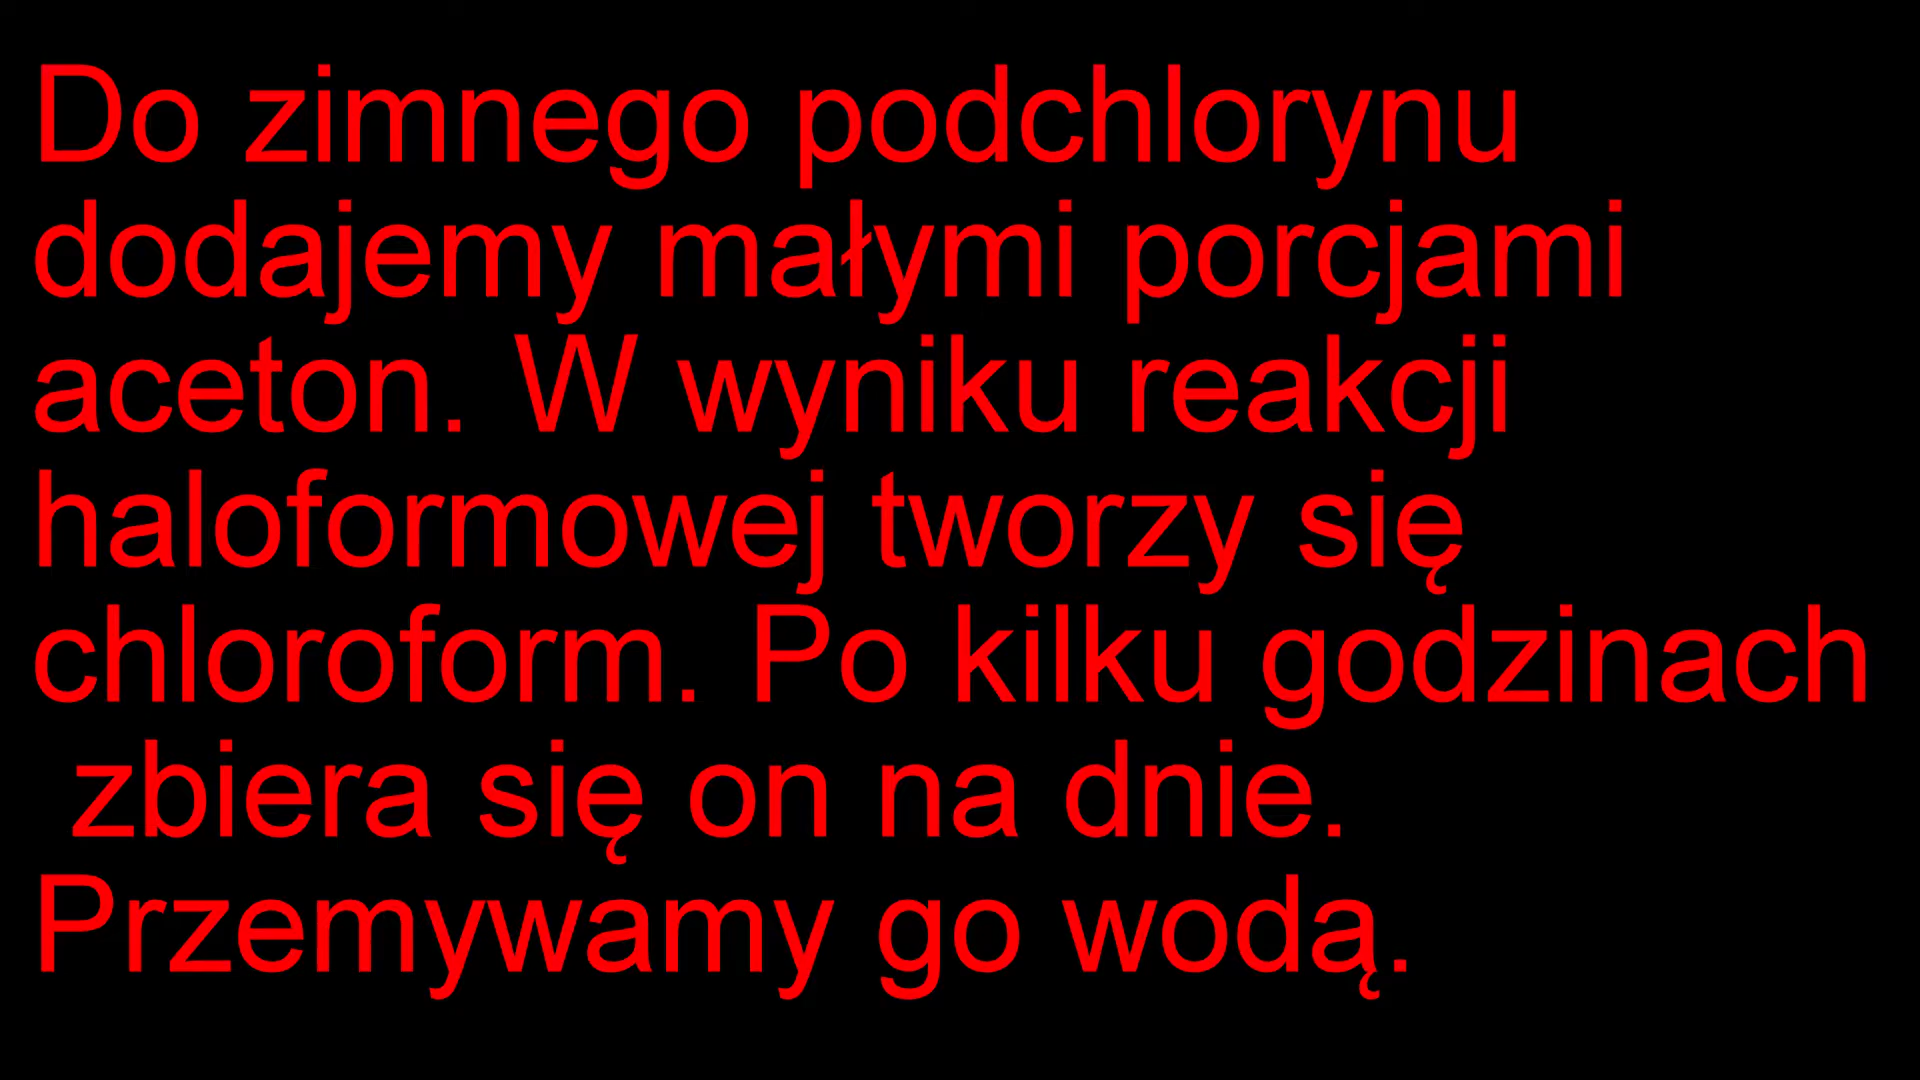 Do zimnego podchlorynu
dodajemy małymi porcjami
aceton. W wyniku reakcji
haloformowej tworzy się
chloroform. Po kilku godzinach
zbiera się on na dnie.
Przemywamy go wodą.